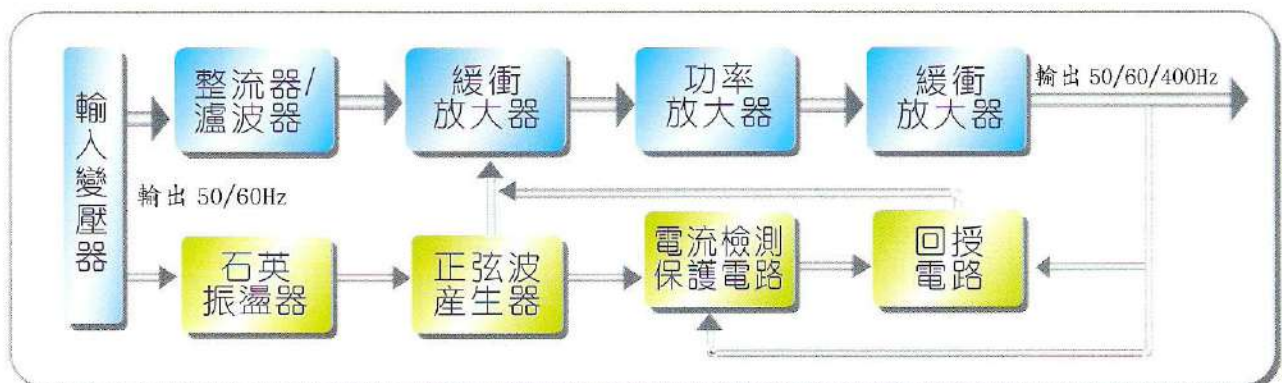 輸入變壓器
整流器/
濾波器
緩衝
放大器
功率
放大器
緩衝
放大器
輸出 50/60/400Hz
輸出 50/60Hz
石英
振盪器
正弦波
產生器
電流檢測
保護電路
回授
電路